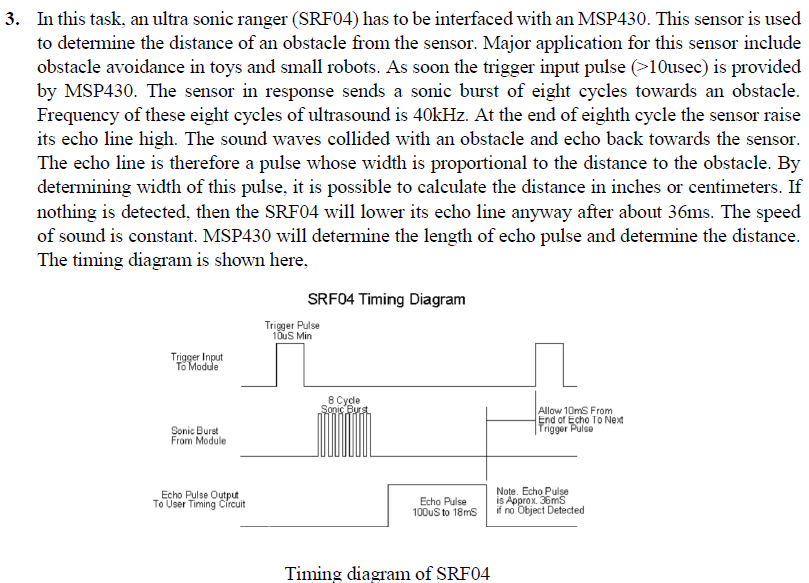 3. In this task, an ultra sonic ranger (SRF04) has to be interfaced with an MSP430. This sensor is used
to determine the distance of an obstacle from the sensor. Major application for this sensor include
obstacle avoidance in toys and small robots. As soon the trigger input pulse (>10usec) is provided
by MSP430. The sensor in response sends a sonic burst of eight cycles towards an obstacle.
Frequency of these eight cycles of ultrasound is 40kHz. At the end of eighth cycle the sensor raise
its echo line high. The sound waves collided with an obstacle and echo back towards the sensor.
The echo line is therefore a pulse whose width is proportional to the distance to the obstacle. By
determining width of this pulse, it is possible to calculate the distance in inches or centimeters. If
nothing is detected, then the SRF04 will lower its echo line anyway after about 36ms. The speed
of sound is constant. MSP430 will determine the length of echo pulse and determine the distance.
The timing diagram is shown here,
SRF04 Timing Diagram
Trigger Pulse
10uS Min
Trigger Input
To Module
8 Cycle
Sonic Burst
Allow 10mS From
End of Echo To Next
Trigger Pulse
Sonic Burst
From Module
Echo Pulse Output
To User Timing Circuit
Echo Pulse
100uS to 18mS
Note. Echo Pulse
is Approx. 36mS
if no Object Detected
Timing diagram of SRF04